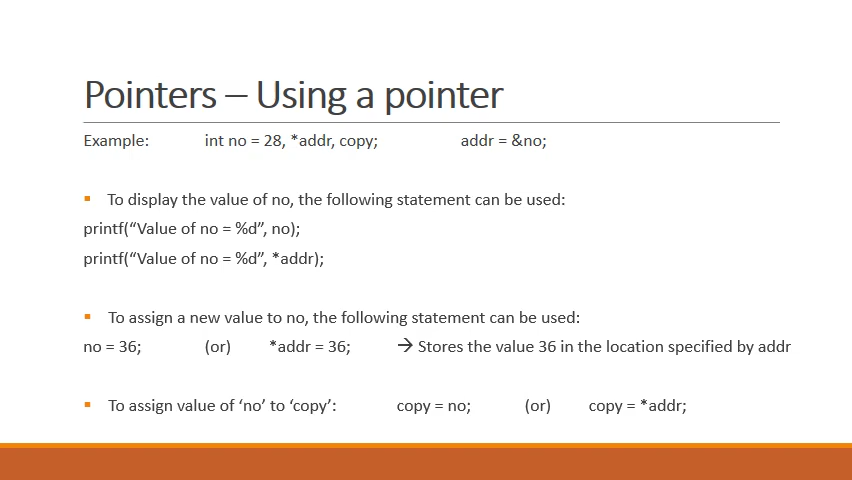 Pointers – Using a pointer
Example: int no = 28, *addr, copy; addr = &no;
▪ To display the value of no, the following statement can be used:
printf(“Value of no = %d”, no);
printf(“Value of no = %d”, *addr);
▪ To assign a new value to no, the following statement can be used:
no = 36; (or) *addr = 36; → Stores the value 36 in the location specified by addr
▪ To assign value of ‘no’ to ‘copy’: copy = no; (or) copy = *addr;